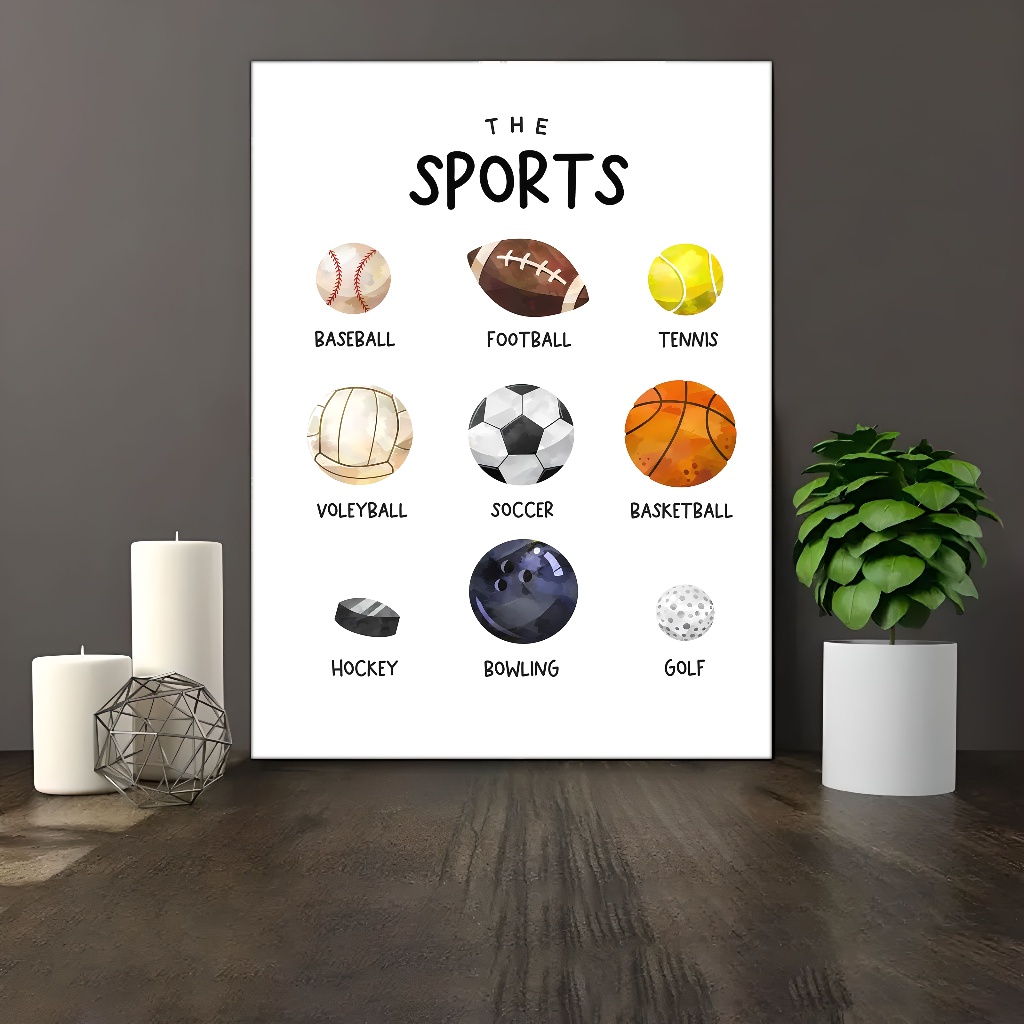 THE
SPORTS
BASEBALL FOOTBALL TENNIS
VOLEYBALL SOCCER BASKETBALL
HOCKEY BOWLING GOLF